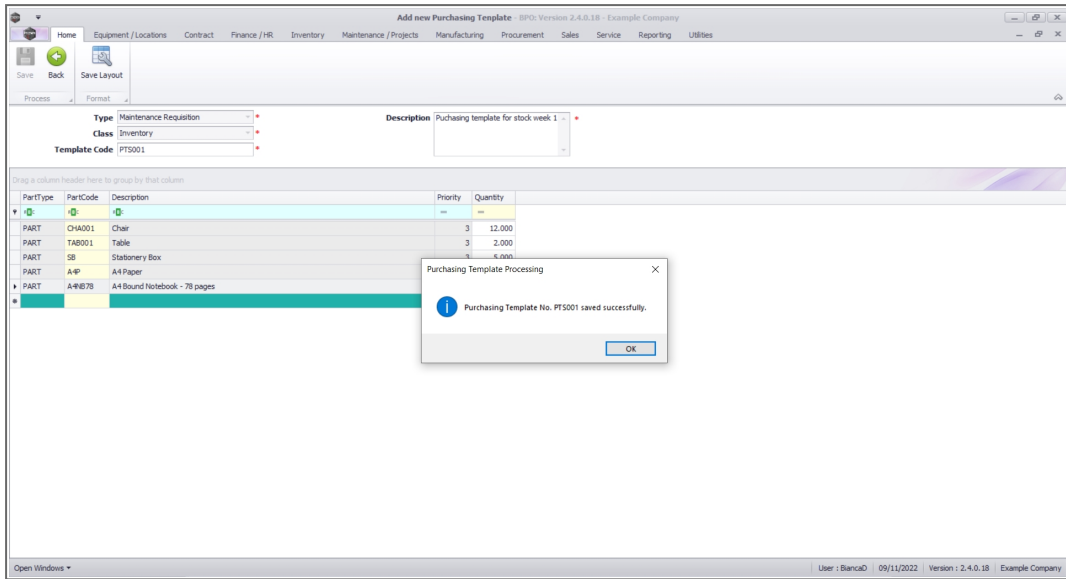 Add new Purchasing Template - BPO: Version 2.4.0.18 - Example Company
Home Equipment / Locations Contract Finance / HR Inventory Maintenance / Projects Manufacturing Procurement Sales Service Reporting Utilities
Save Back Save Layout
Process Format
Type Maintenance Requisition * Description Puchasing template for stock week 1 *
Class Inventory *
Template Code PTS001 *
Drag a column header here to group by that column
PartType PartCode Description Priority Quantity
= =
PART CHA001 Chair 3 12.000
PART TAB001 Table 3 2.000
PART SB Stationery Box 3 5.000
PART A4P A4 Paper
PART A4NB78 A4 Bound Notebook - 78 pages
Purchasing Template Processing
Purchasing Template No. PTS001 saved successfully.
OK
Open Windows User : BiancaD 09/11/2022 Version : 2.4.0.18 Example Company